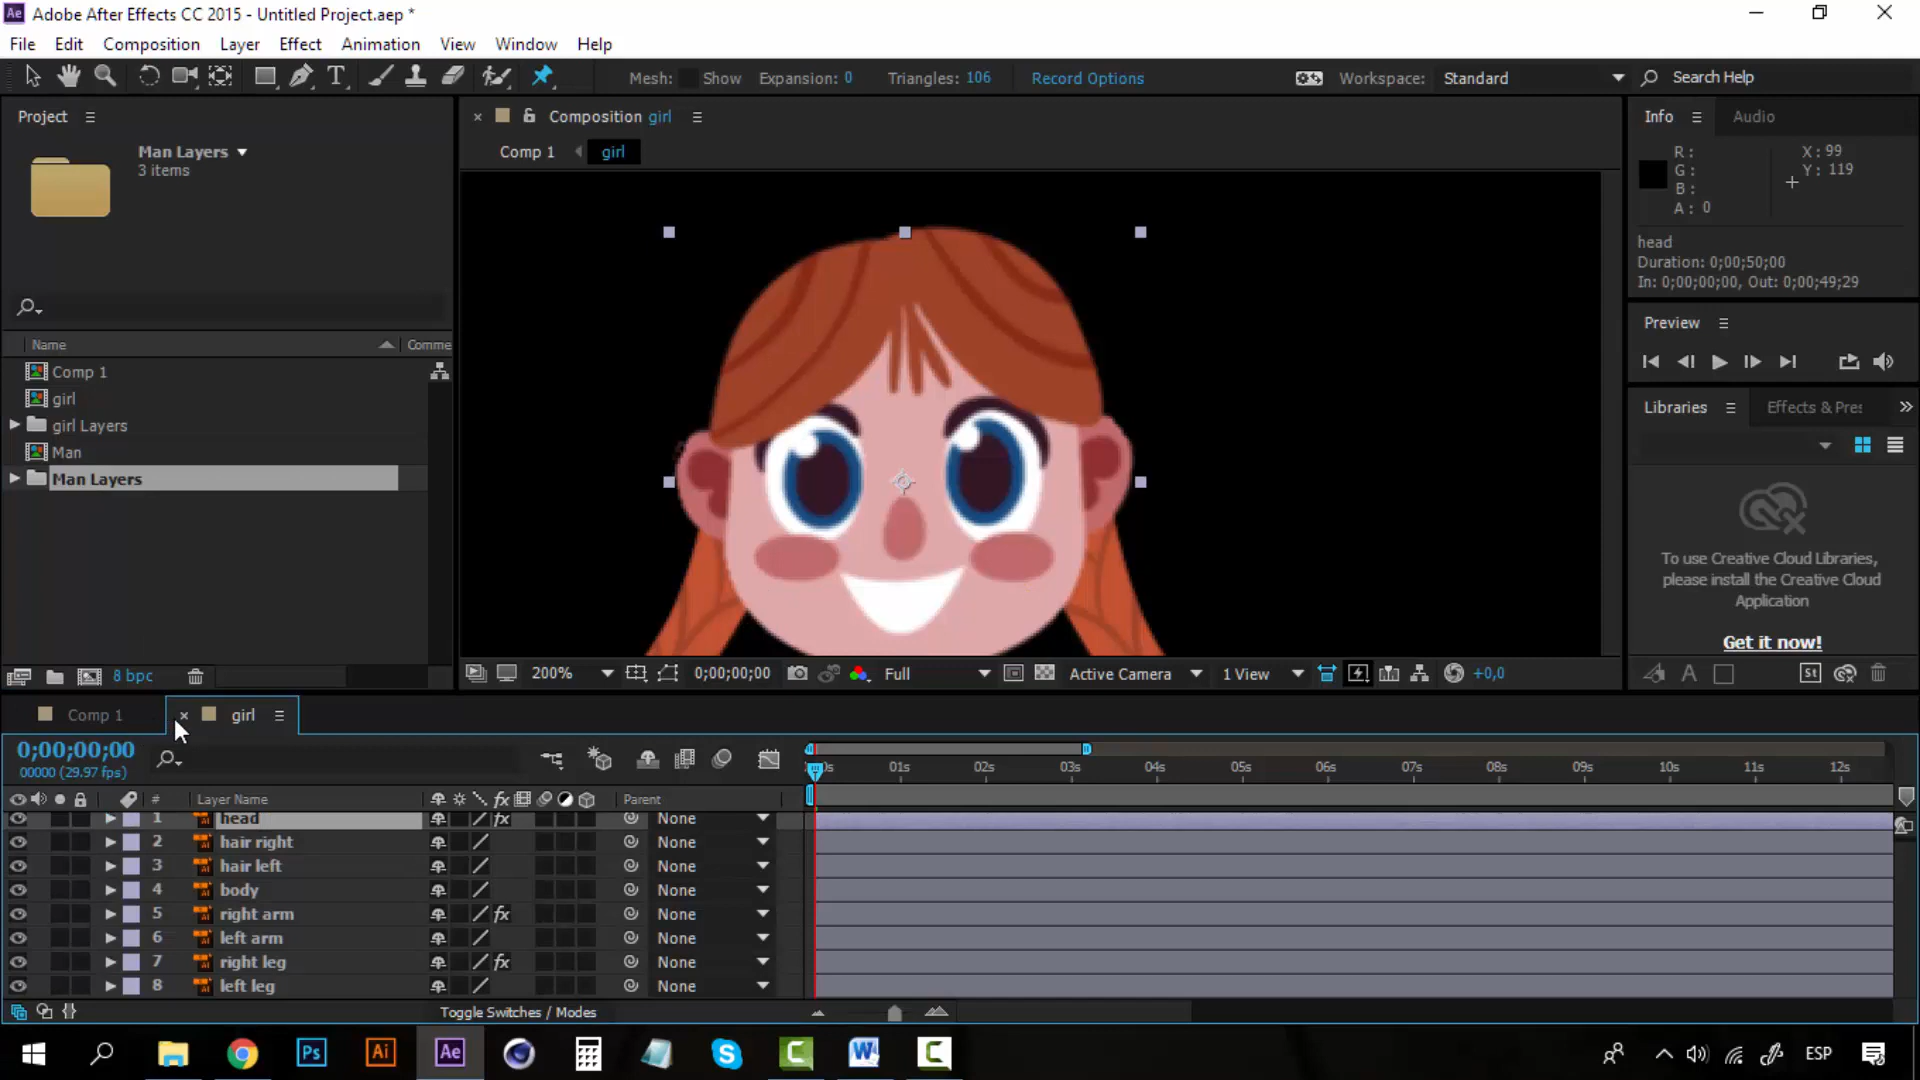 Adobe After Effects CC 2015 - Untitled Project.aep *
File Edit Composition Layer Effect Animation View Window Help
Mesh: Show Expansion: 0 Triangles: 106 Record Options Workspace: Standard Search Help
Project
Man Layers
3 items
Composition girl
Comp 1 girl
Info Audio
R: X: 99
G: Y: 119
B:
A: 0
head
Duration: 0;00;50;00
In: 0;00;00;00, Out: 0;00;49;29
Preview
Name Comme
Comp 1
girl
girl Layers
Man
Man Layers
Libraries Effects & Pres
To use Creative Cloud Libraries,
please install the Creative Cloud
Application
Get it now!
8 bpc
200% 0;00;00;00 Full Active Camera 1 View +0,0
Comp 1 girl
0;00;00;00
00000 (29.97 fps)
01s 02s 03s 04s 05s 06s 07s 08s 09s 10s 11s 12s
# Layer Name fx Parent
1 head fx None
2 hair right None
3 hair left None
4 body None
5 right arm fx None
6 left arm None
7 right leg fx None
8 left leg None
Toggle Switches / Modes
Ps Ai Ae ESP